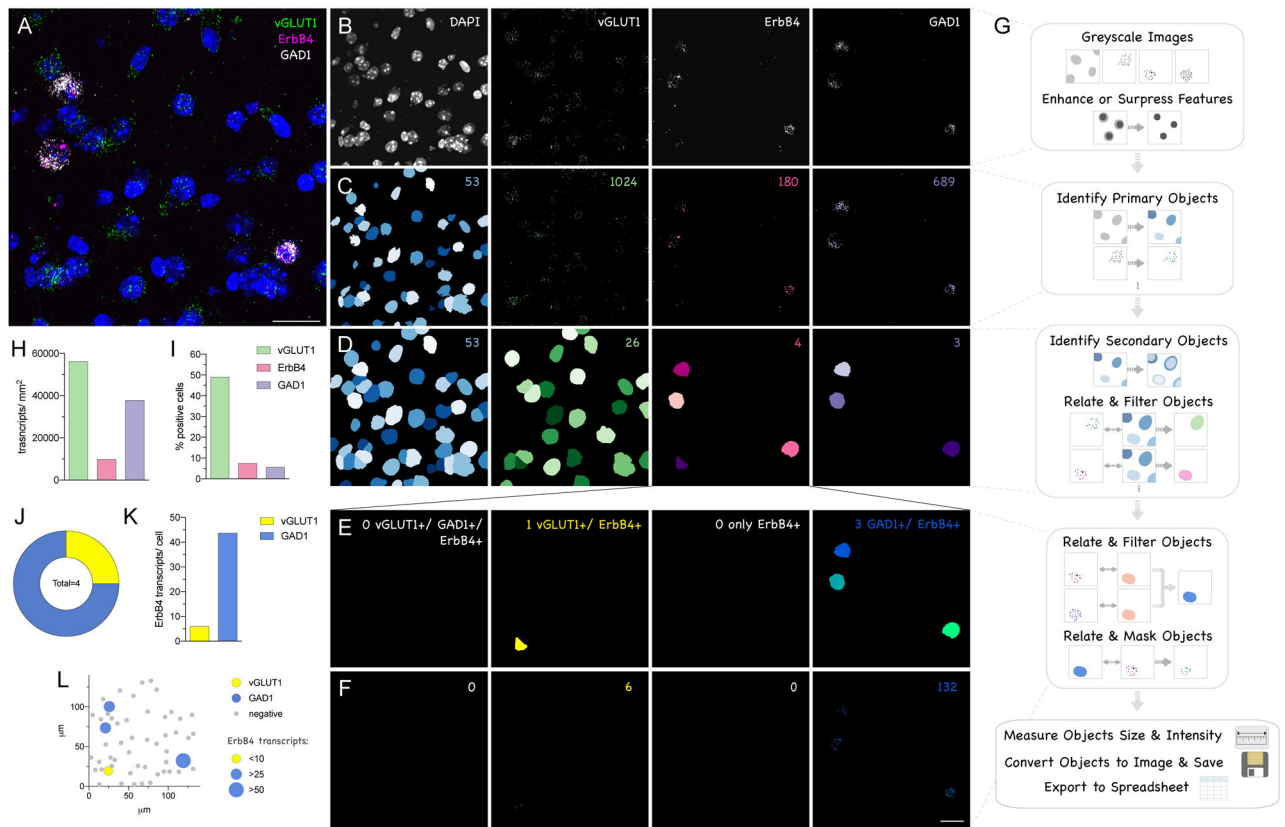 A
vGLUT1
ErbB4
GAD1
B
DAPI
vGLUT1
ErbB4
GAD1
C
53
1024
180
689
D
53
26
4
3
E
0 vGLUT1+/ GAD1+/
ErbB4+
1 vGLUT1+/ ErbB4+
0 only ErbB4+
3 GAD1+/ ErbB4+
F
0
6
0
132
G
Greyscale Images
Enhance or Surpress Features
Identify Primary Objects
Identify Secondary Objects
Relate & Filter Objects
Relate & Filter Objects
Relate & Mask Objects
Measure Objects Size & Intensity
Convert Objects to Image & Save
Export to Spreadsheet
H
trasncripts/ mm²
60000
40000
20000
0
I
% positive cells
60
50
40
30
20
10
0
vGLUT1
ErbB4
GAD1
J
Total=4
K
ErbB4 transcripts/ cell
50
40
30
20
10
0
vGLUT1
GAD1
L
μm
100
50
0
0
50
100
μm
vGLUT1
GAD1
negative
ErbB4 transcripts:
<10
>25
>50